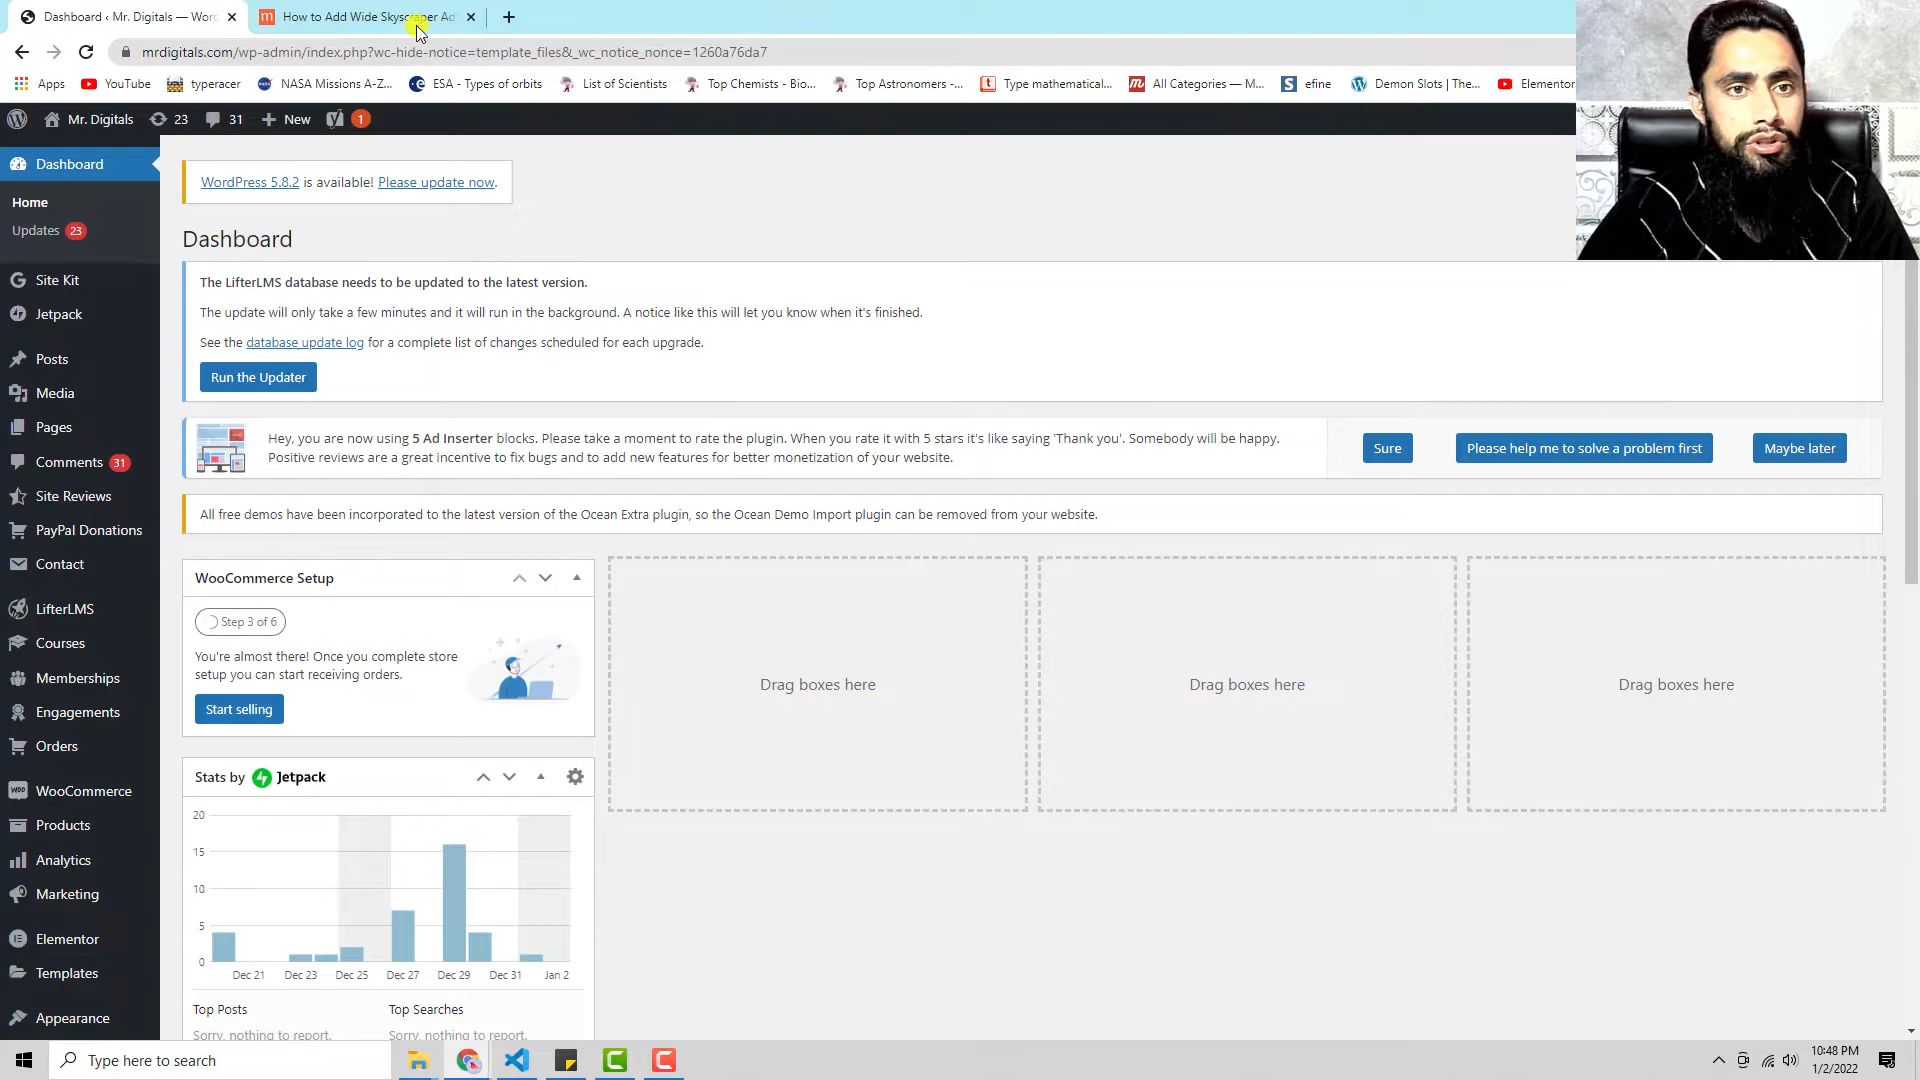 Dashboard ‹ Mr. Digitals — Wor
How to Add Wide Skyscraper Ad
mrdigitals.com/wp-admin/index.php?wc-hide-notice=template_files&_wc_notice_nonce=1260a76da7
Apps
YouTube
typeracer
NASA Missions A-Z...
ESA - Types of orbits
List of Scientists
Top Chemists - Bio...
Top Astronomers -...
Type mathematical...
All Categories — M...
efine
Demon Slots | The...
Elementor
Mr. Digitals
23
31
New
1
Dashboard
Home
Updates 23
Site Kit
Jetpack
Posts
Media
Pages
Comments 31
Site Reviews
PayPal Donations
Contact
LifterLMS
Courses
Memberships
Engagements
Orders
WooCommerce
Products
Analytics
Marketing
Elementor
Templates
Appearance
WordPress 5.8.2 is available! Please update now.
Dashboard
The LifterLMS database needs to be updated to the latest version.
The update will only take a few minutes and it will run in the background. A notice like this will let you know when it's finished.
See the database update log for a complete list of changes scheduled for each upgrade.
Run the Updater
Hey, you are now using 5 Ad Inserter blocks. Please take a moment to rate the plugin. When you rate it with 5 stars it's like saying 'Thank you'. Somebody will be happy.
Positive reviews are a great incentive to fix bugs and to add new features for better monetization of your website.
Sure
Please help me to solve a problem first
Maybe later
All free demos have been incorporated to the latest version of the Ocean Extra plugin, so the Ocean Demo Import plugin can be removed from your website.
WooCommerce Setup
Step 3 of 6
You're almost there! Once you complete store
setup you can start receiving orders.
Start selling
Drag boxes here
Drag boxes here
Drag boxes here
Stats by Jetpack
20
15
10
5
0
Dec 21
Dec 23
Dec 25
Dec 27
Dec 29
Dec 31
Jan 2
Top Posts
Top Searches
Sorry, nothing to report.
Sorry, nothing to report.
Type here to search
10:48 PM
1/2/2022